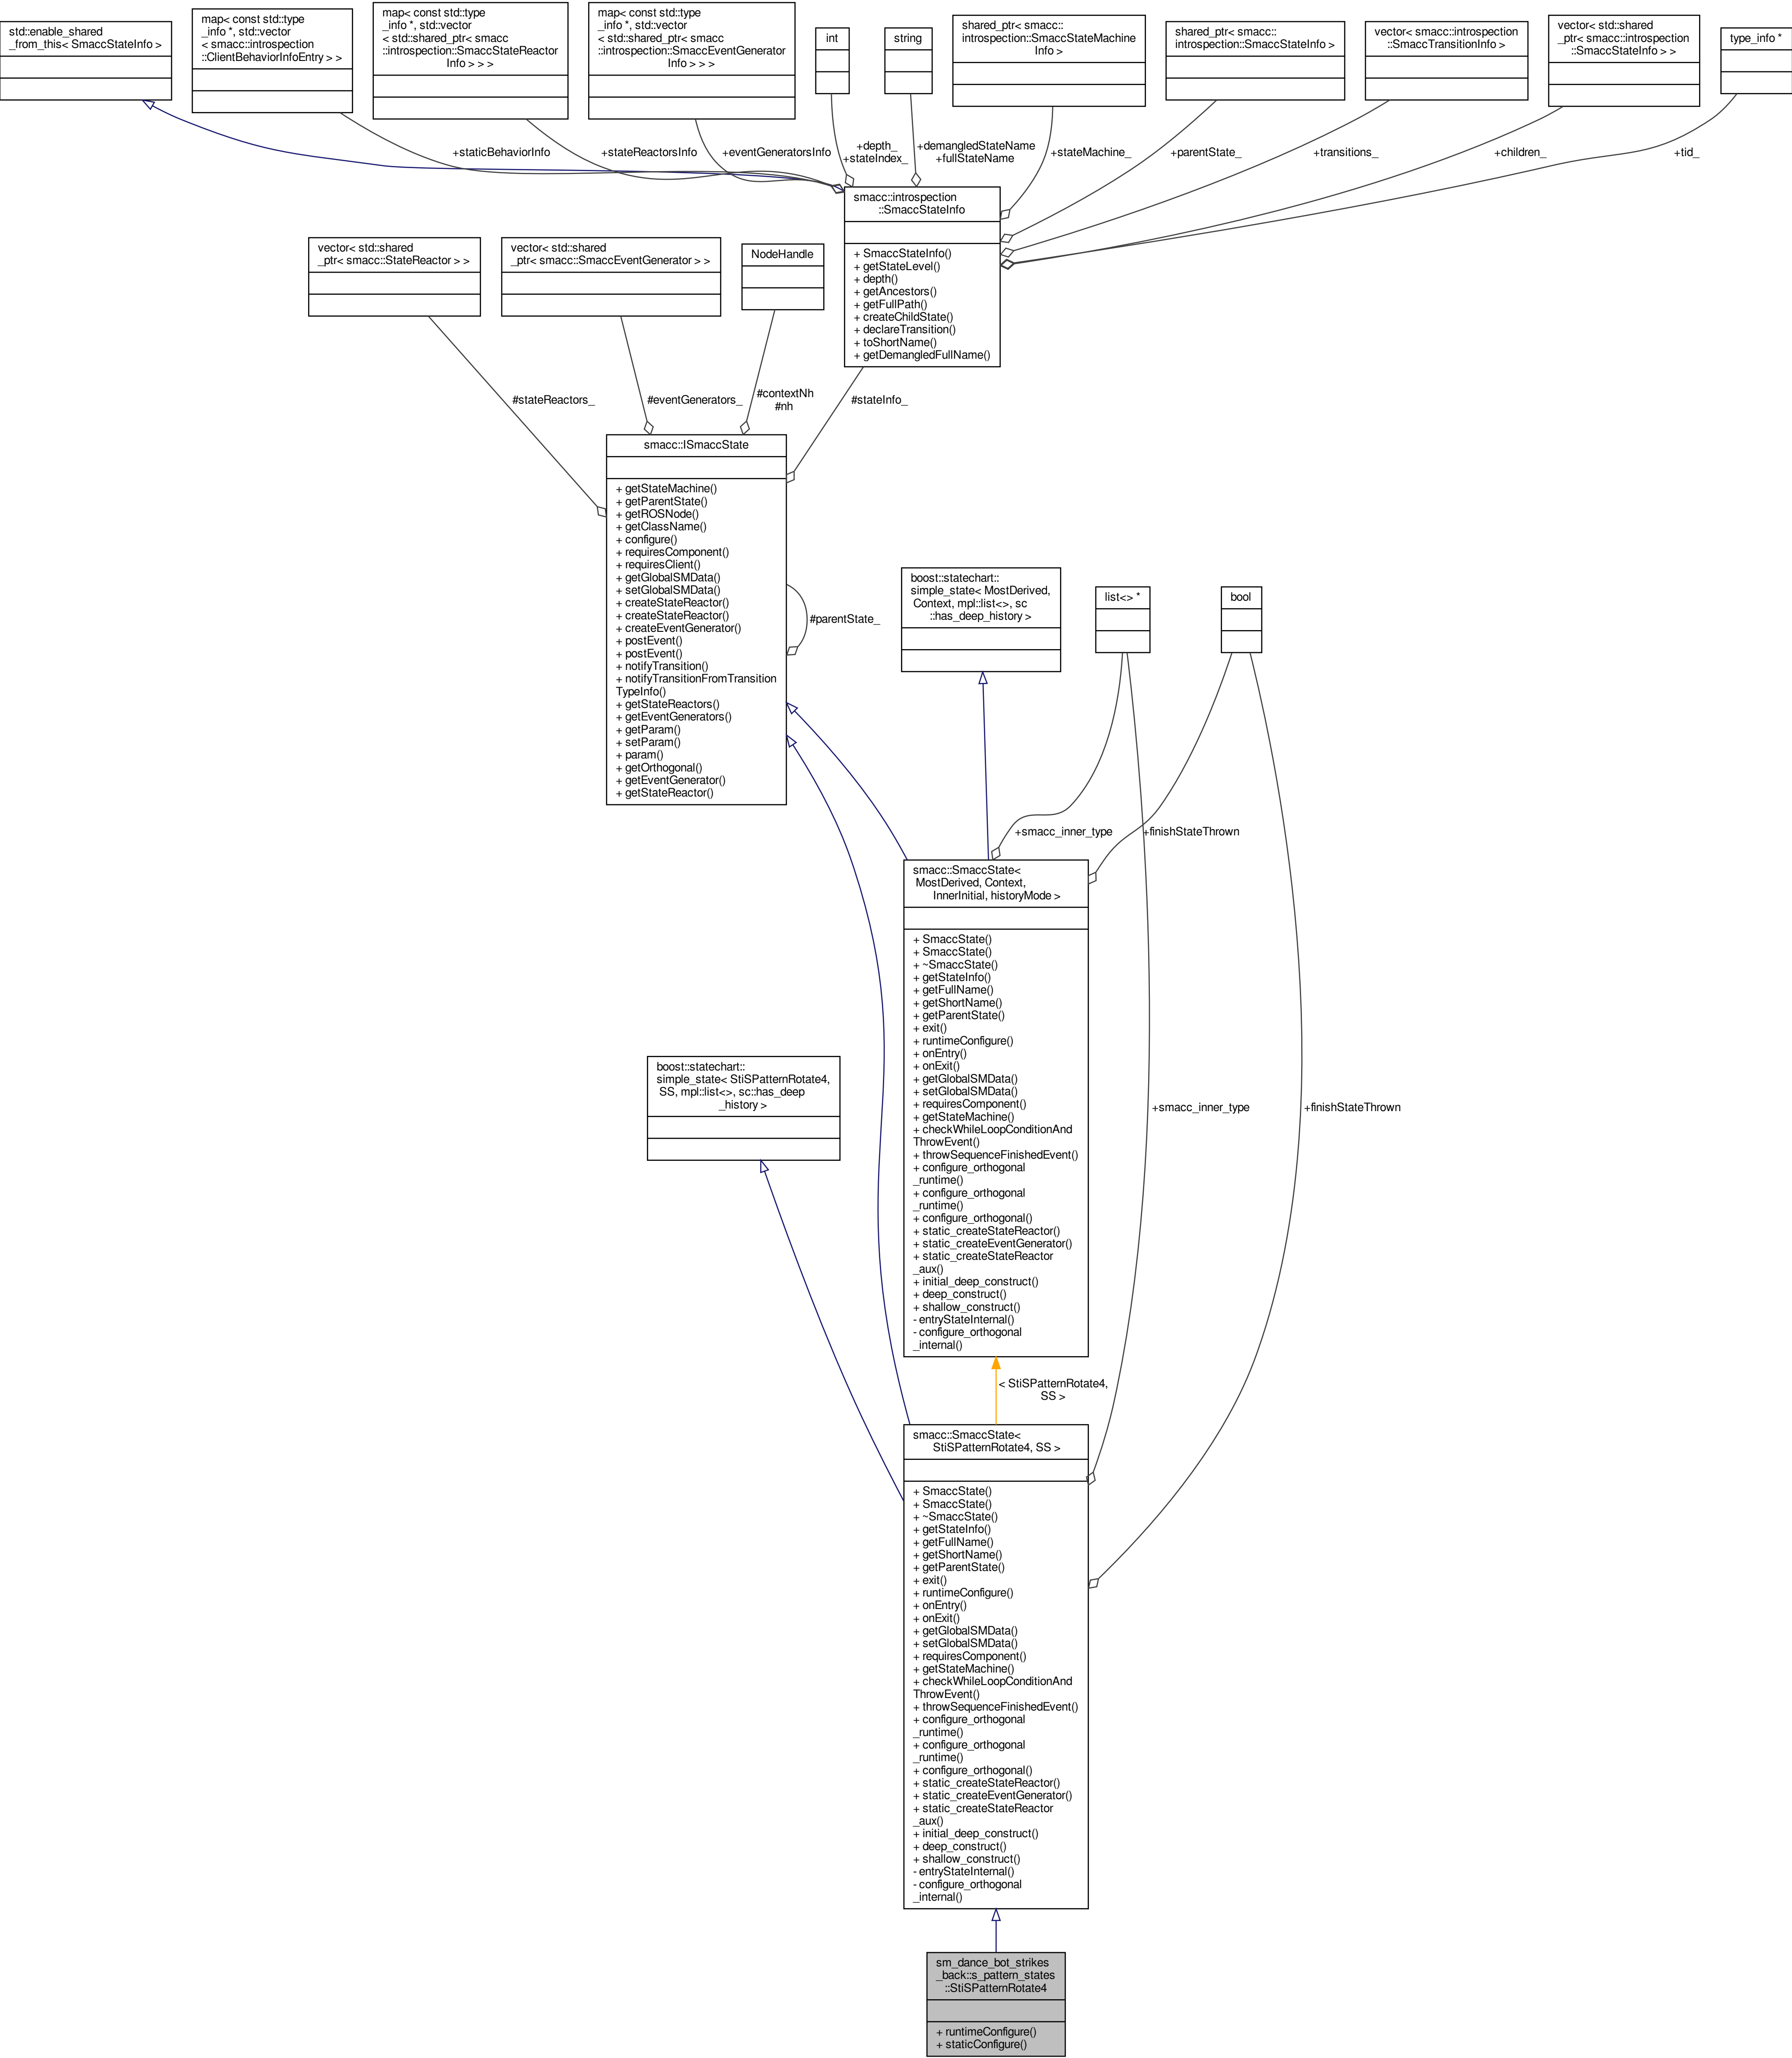 std::enable_shared
_from_this< SmaccStateInfo >
map< const std::type
_info *, std::vector
< smacc::introspection
::ClientBehaviorInfoEntry > >
map< const std::type
_info *, std::vector
< std::shared_ptr< smacc
::introspection::SmaccStateReactor
Info > > >
map< const std::type
_info *, std::vector
< std::shared_ptr< smacc
::introspection::SmaccEventGenerator
Info > > >
int
string
shared_ptr< smacc::
introspection::SmaccStateMachine
Info >
shared_ptr< smacc::
introspection::SmaccStateInfo >
vector< smacc::introspection
::SmaccTransitionInfo >
vector< std::shared
_ptr< smacc::introspection
::SmaccStateInfo > >
type_info *
+staticBehaviorInfo
+stateReactorsInfo
+eventGeneratorsInfo
+depth_
+stateIndex_
+demangledStateName
+fullStateName
+stateMachine_
+parentState_
+transitions_
+children_
+tid_
smacc::introspection
::SmaccStateInfo
+ SmaccStateInfo()
+ getStateLevel()
+ depth()
+ getAncestors()
+ getFullPath()
+ createChildState()
+ declareTransition()
+ toShortName()
+ getDemangledFullName()
vector< std::shared
_ptr< smacc::StateReactor > >
vector< std::shared
_ptr< smacc::SmaccEventGenerator > >
NodeHandle
#stateReactors_
#eventGenerators_
#contextNh
#nh
#stateInfo_
smacc::ISmaccState
+ getStateMachine()
+ getParentState()
+ getROSNode()
+ getClassName()
+ configure()
+ requiresComponent()
+ requiresClient()
+ getGlobalSMData()
+ setGlobalSMData()
+ createStateReactor()
+ createStateReactor()
+ createEventGenerator()
+ postEvent()
+ postEvent()
+ notifyTransition()
+ notifyTransitionFromTransition
TypeInfo()
+ getStateReactors()
+ getEventGenerators()
+ getParam()
+ setParam()
+ param()
+ getOrthogonal()
+ getEventGenerator()
+ getStateReactor()
#parentState_
boost::statechart::
simple_state< MostDerived,
Context, mpl::list<>, sc
::has_deep_history >
list<> *
bool
+smacc_inner_type
+finishStateThrown
smacc::SmaccState<
MostDerived, Context,
InnerInitial, historyMode >
+ SmaccState()
+ SmaccState()
+ ~SmaccState()
+ getStateInfo()
+ getFullName()
+ getShortName()
+ getParentState()
+ exit()
+ runtimeConfigure()
+ onEntry()
+ onExit()
+ getGlobalSMData()
+ setGlobalSMData()
+ requiresComponent()
+ getStateMachine()
+ checkWhileLoopConditionAnd
ThrowEvent()
+ throwSequenceFinishedEvent()
+ configure_orthogonal
_runtime()
+ configure_orthogonal
_runtime()
+ configure_orthogonal()
+ static_createStateReactor()
+ static_createEventGenerator()
+ static_createStateReactor
_aux()
+ initial_deep_construct()
+ deep_construct()
+ shallow_construct()
- entryStateInternal()
- configure_orthogonal
_internal()
boost::statechart::
simple_state< StiSPatternRotate4,
SS, mpl::list<>, sc::has_deep
_history >
+smacc_inner_type
+finishStateThrown
< StiSPatternRotate4,
SS >
smacc::SmaccState<
StiSPatternRotate4, SS >
+ SmaccState()
+ SmaccState()
+ ~SmaccState()
+ getStateInfo()
+ getFullName()
+ getShortName()
+ getParentState()
+ exit()
+ runtimeConfigure()
+ onEntry()
+ onExit()
+ getGlobalSMData()
+ setGlobalSMData()
+ requiresComponent()
+ getStateMachine()
+ checkWhileLoopConditionAnd
ThrowEvent()
+ throwSequenceFinishedEvent()
+ configure_orthogonal
_runtime()
+ configure_orthogonal
_runtime()
+ configure_orthogonal()
+ static_createStateReactor()
+ static_createEventGenerator()
+ static_createStateReactor
_aux()
+ initial_deep_construct()
+ deep_construct()
+ shallow_construct()
- entryStateInternal()
- configure_orthogonal
_internal()
sm_dance_bot_strikes
_back::s_pattern_states
::StiSPatternRotate4
+ runtimeConfigure()
+ staticConfigure()